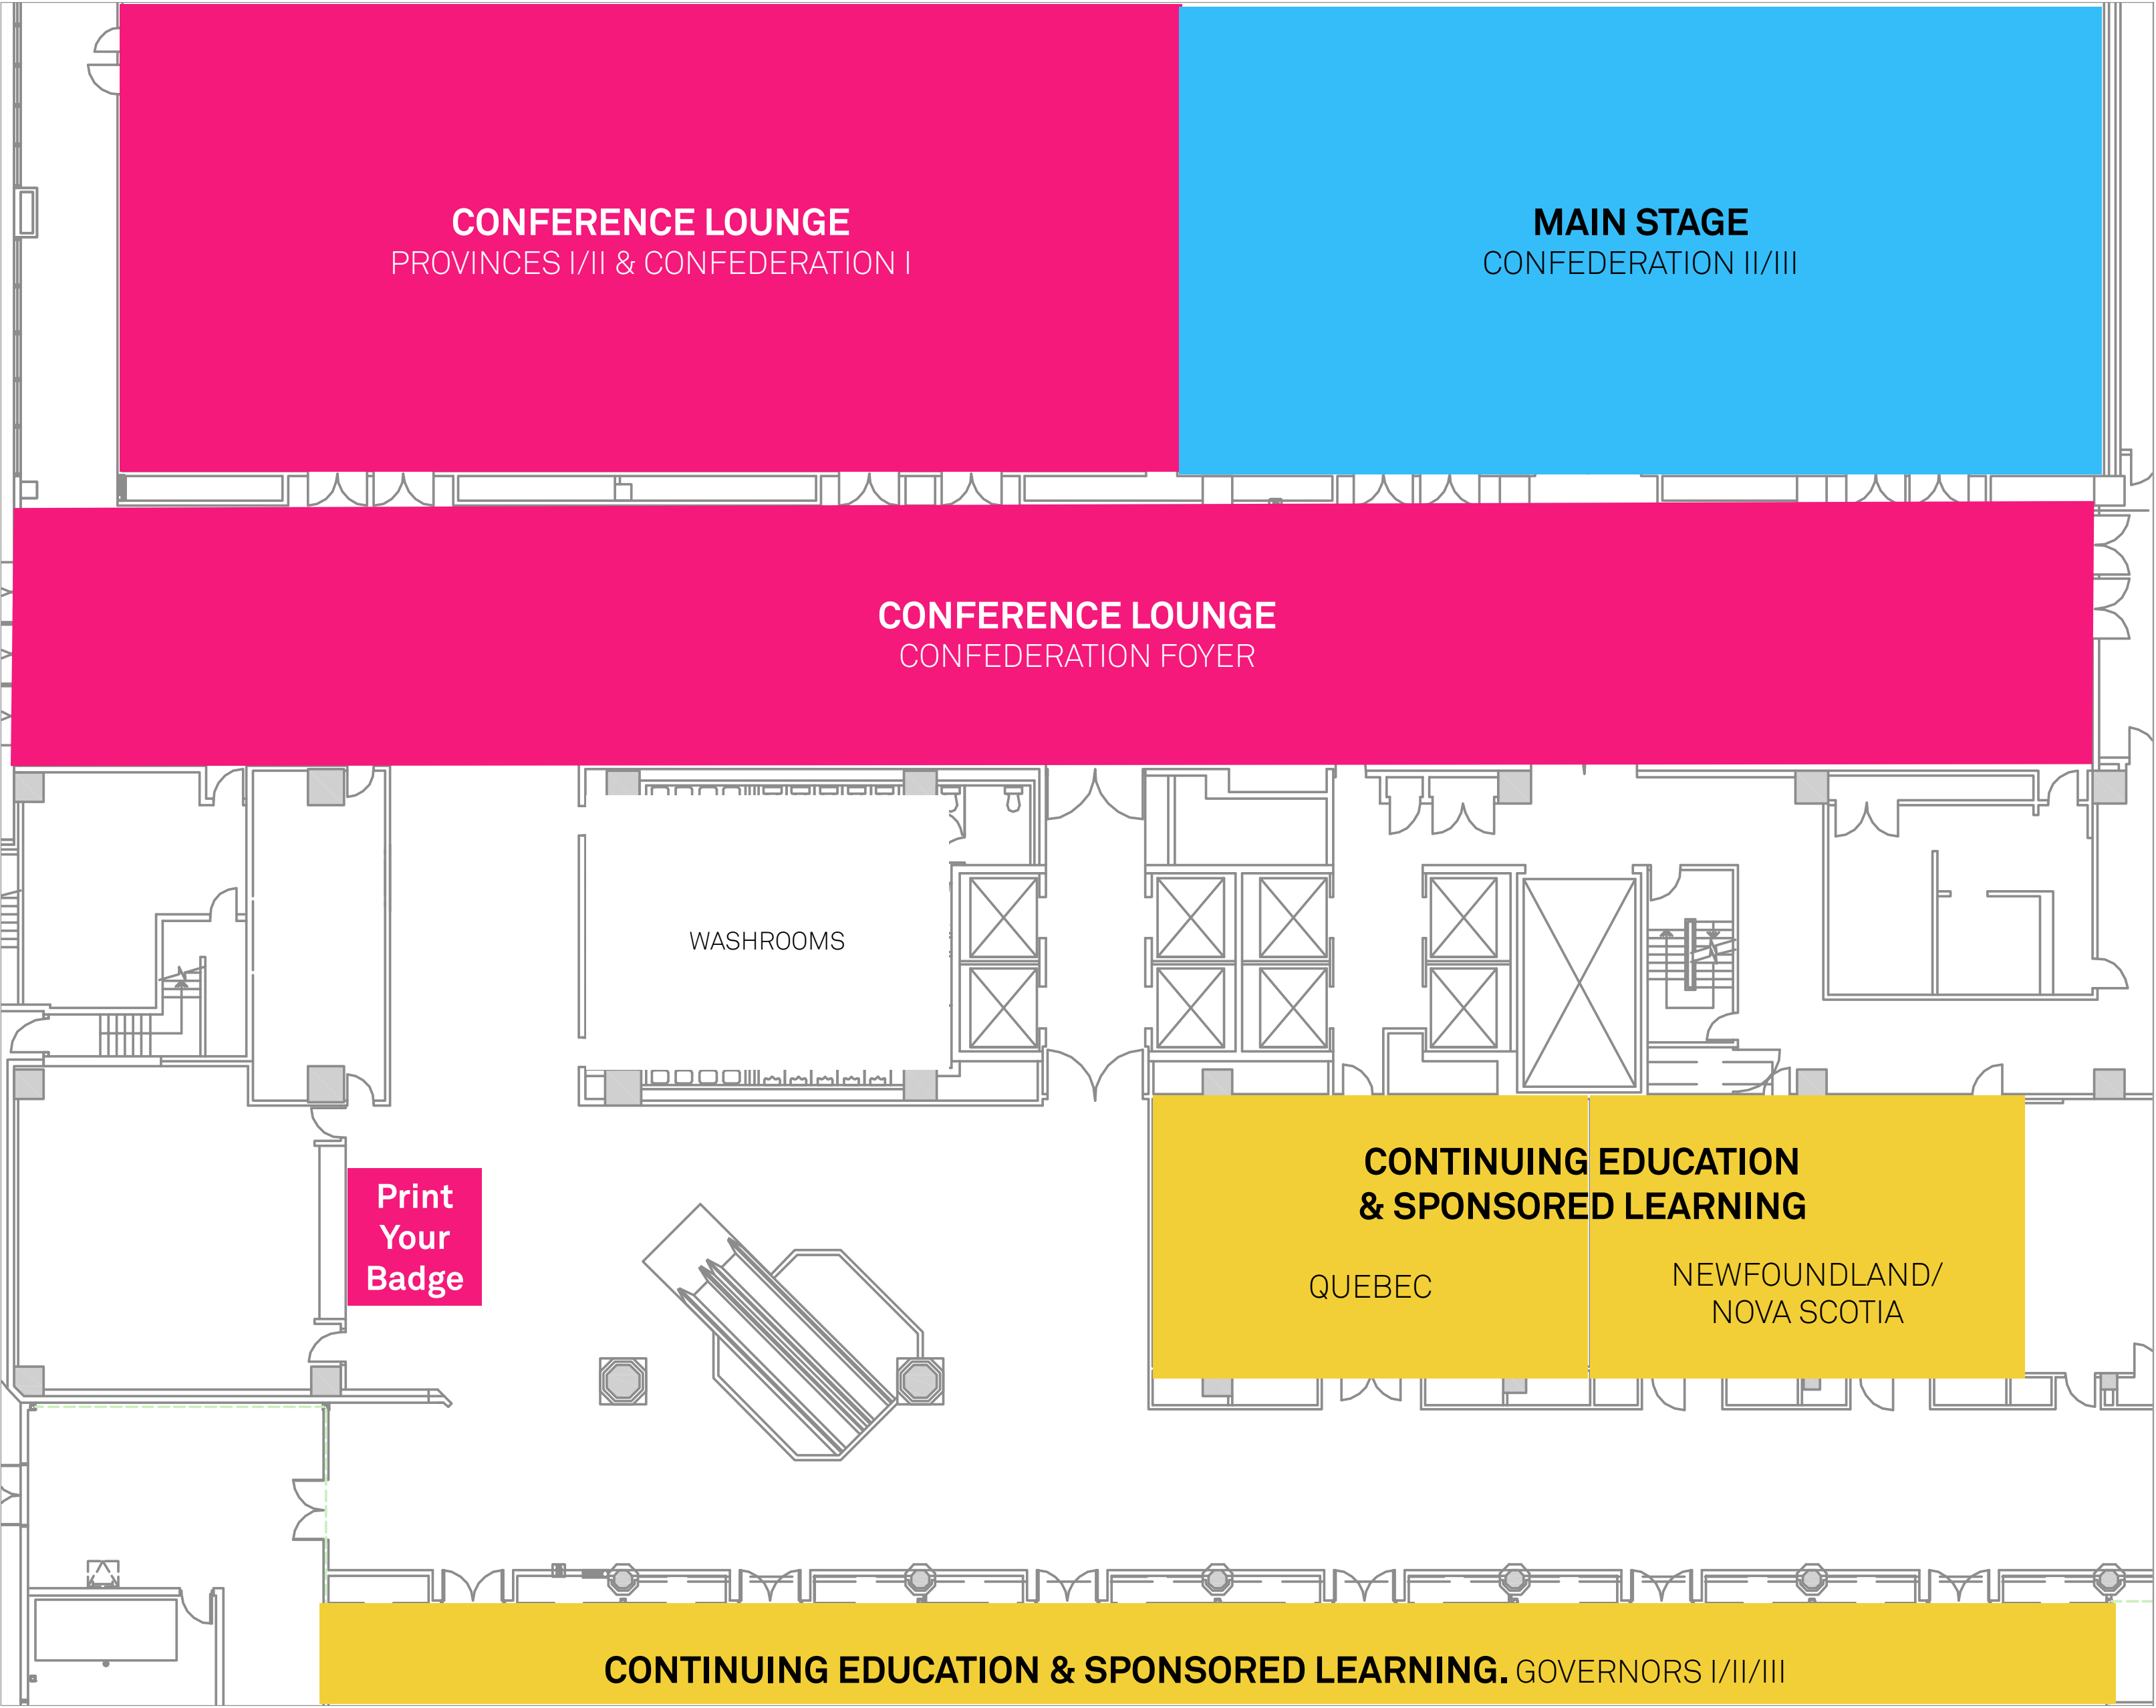 CONFERENCE LOUNGE
PROVINCES I/II & CONFEDERATION I
MAIN STAGE
CONFEDERATION II/III
CONFERENCE LOUNGE
CONFEDERATION FOYER
WASHROOMS
Print
Your
Badge
CONTINUING EDUCATION
& SPONSORED LEARNING
QUEBEC
NEWFOUNDLAND/
NOVA SCOTIA
CONTINUING EDUCATION & SPONSORED LEARNING. GOVERNORS I/II/III